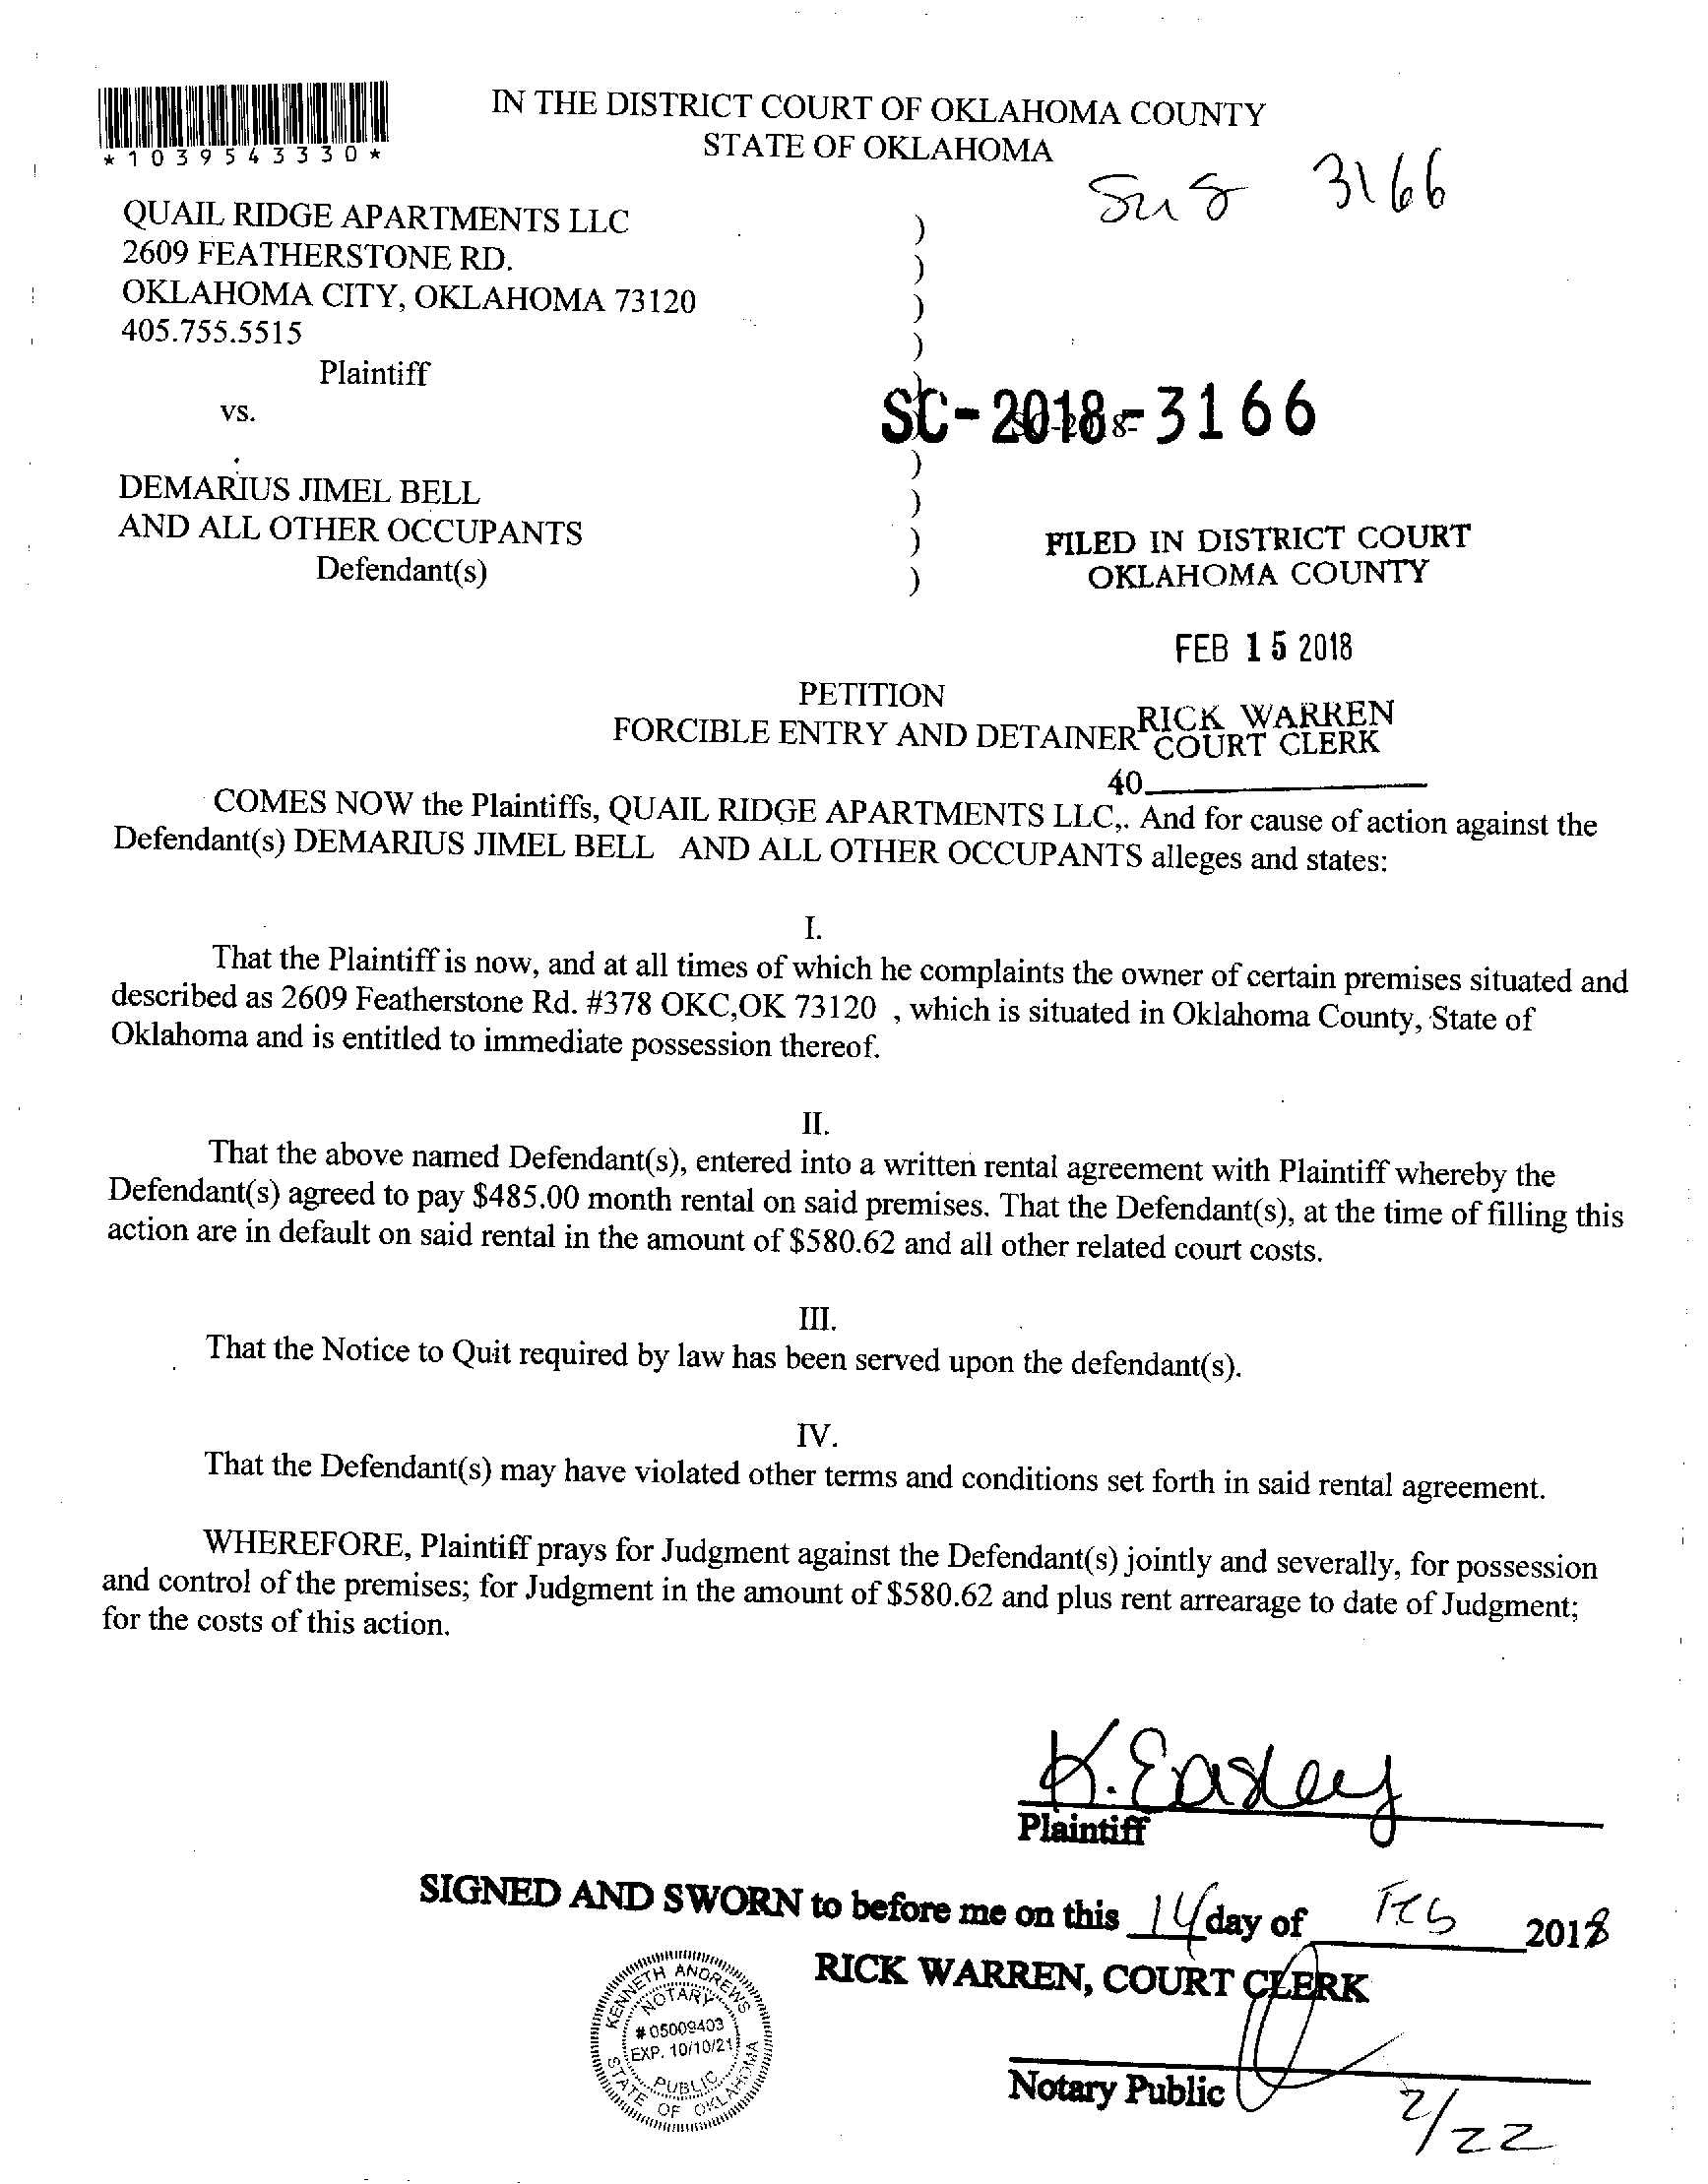 IN THE DISTRICT COURT OF OKLAHOMA COUNTY
STATE OF OKLAHOMA
*1039543330*
3166
QUAIL RIDGE APARTMENTS LLC )
2609 FEATHERSTONE RD. )
OKLAHOMA CITY, OKLAHOMA 73120 )
405.755.5515 )
Plaintiff )
vs.
SC-2018-3166
SC-2018-
)
DEMARIUS JIMEL BELL )
AND ALL OTHER OCCUPANTS )
Defendant(s) )
FILED IN DISTRICT COURT
OKLAHOMA COUNTY
FEB 15 2018
PETITION
FORCIBLE ENTRY AND DETAINER
RICK WARREN
COURT CLERK
40
COMES NOW the Plaintiffs, QUAIL RIDGE APARTMENTS LLC,. And for cause of action against the
Defendant(s) DEMARIUS JIMEL BELL AND ALL OTHER OCCUPANTS alleges and states:
I.
That the Plaintiff is now, and at all times of which he complaints the owner of certain premises situated and
described as 2609 Featherstone Rd. #378 OKC,OK 73120 , which is situated in Oklahoma County, State of
Oklahoma and is entitled to immediate possession thereof.
II.
That the above named Defendant(s), entered into a written rental agreement with Plaintiff whereby the
Defendant(s) agreed to pay $485.00 month rental on said premises. That the Defendant(s), at the time of filling this
action are in default on said rental in the amount of $580.62 and all other related court costs.
III.
That the Notice to Quit required by law has been served upon the defendant(s).
IV.
That the Defendant(s) may have violated other terms and conditions set forth in said rental agreement.
WHEREFORE, Plaintiff prays for Judgment against the Defendant(s) jointly and severally, for possession
and control of the premises; for Judgment in the amount of $580.62 and plus rent arrearage to date of Judgment;
for the costs of this action.
K. Easley
Plaintiff
SIGNED AND SWORN to before me on this 14 day of Feb 2018
RICK WARREN, COURT CLERK
KENNETH ANDREWS
NOTARY
# 05009403
EXP. 10/10/21
PUBLIC
STATE OF OKLAHOMA
Notary Public
2/22